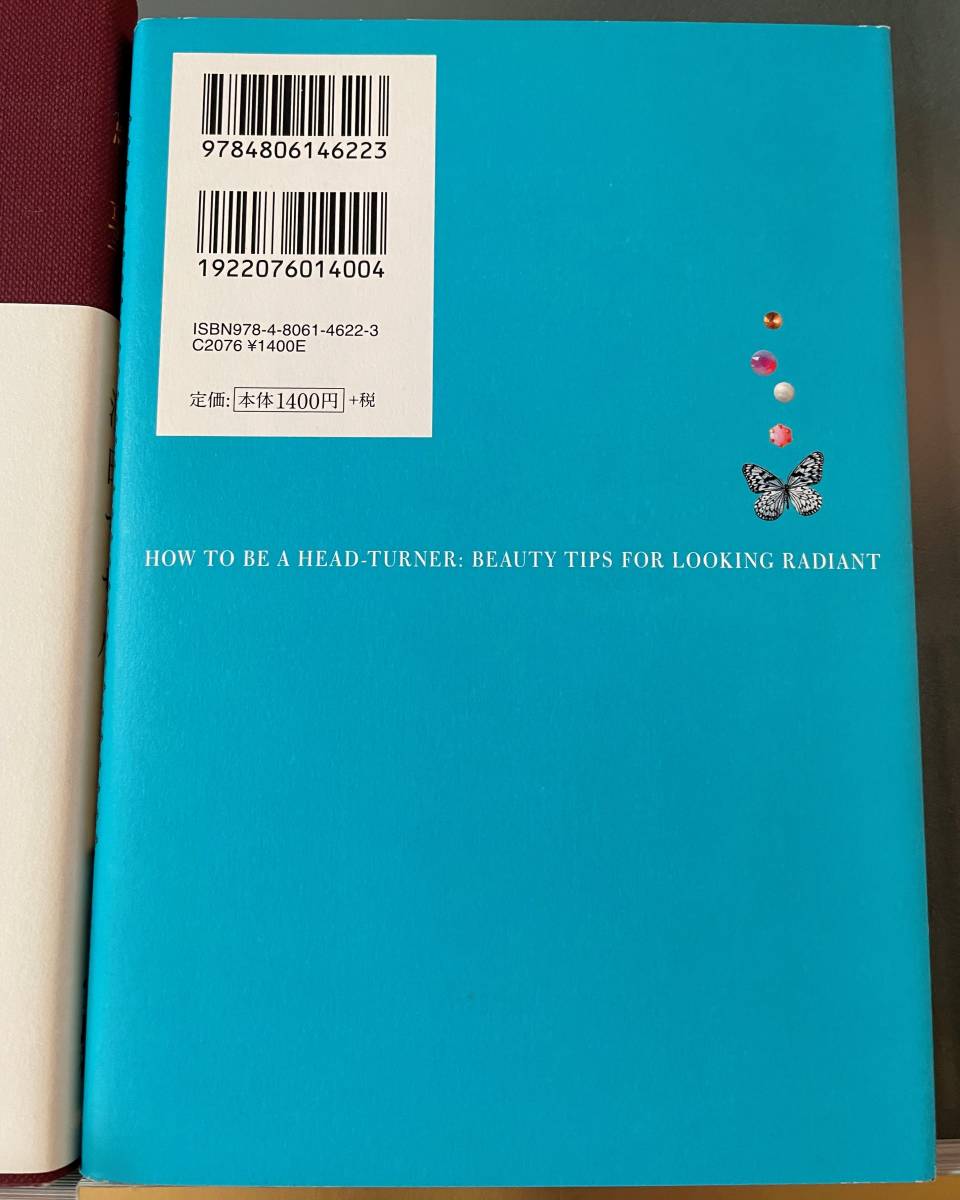 9784806146223
1922076014004
ISBN978-4-8061-4622-3
C2076 ¥1400E
定価: 本体1400円 +税
HOW TO BE A HEAD-TURNER: BEAUTY TIPS FOR LOOKING RADIANT